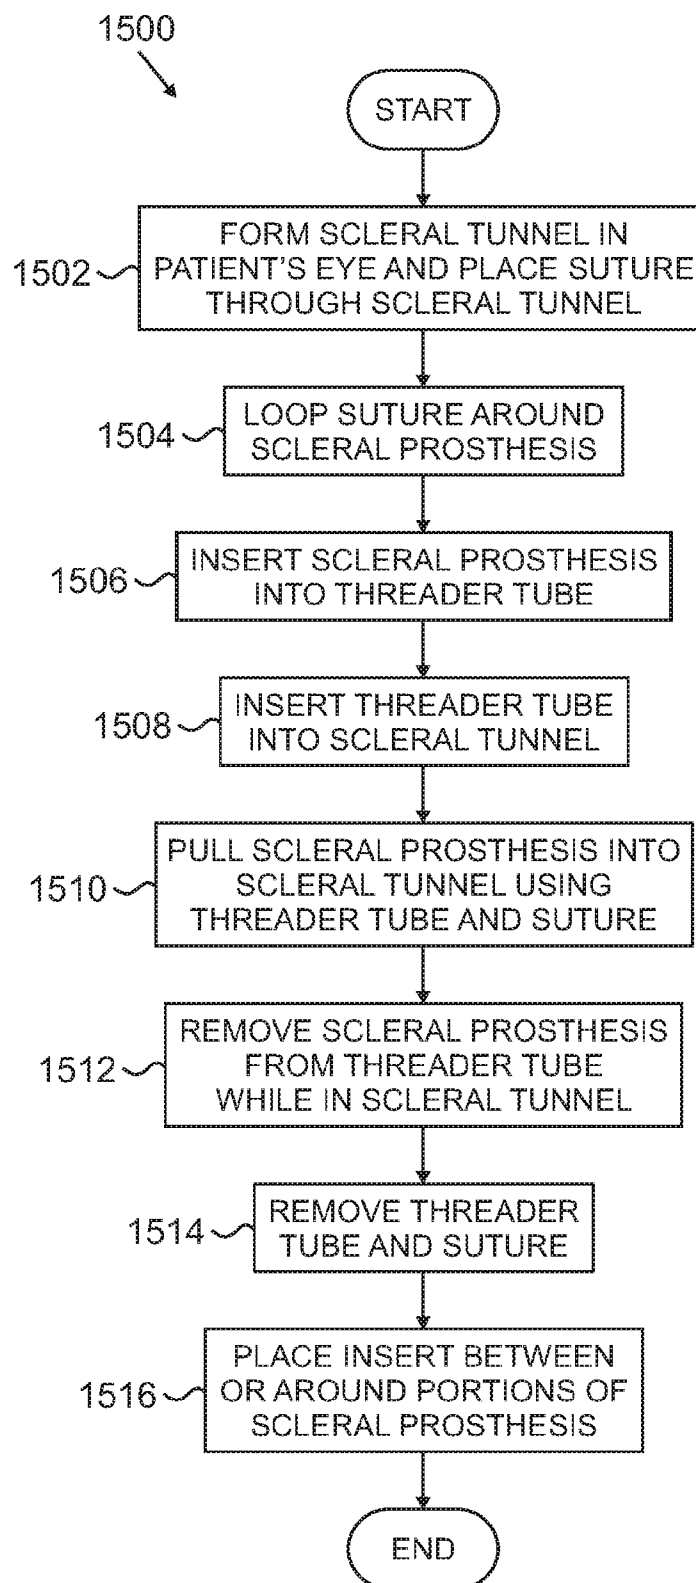 1500
START
1502
FORM SCLERAL TUNNEL IN
PATIENT'S EYE AND PLACE SUTURE
THROUGH SCLERAL TUNNEL
1504
LOOP SUTURE AROUND
SCLERAL PROSTHESIS
1506
INSERT SCLERAL PROSTHESIS
INTO THREADER TUBE
1508
INSERT THREADER TUBE
INTO SCLERAL TUNNEL
1510
PULL SCLERAL PROSTHESIS INTO
SCLERAL TUNNEL USING
THREADER TUBE AND SUTURE
1512
REMOVE SCLERAL PROSTHESIS
FROM THREADER TUBE
WHILE IN SCLERAL TUNNEL
1514
REMOVE THREADER
TUBE AND SUTURE
1516
PLACE INSERT BETWEEN
OR AROUND PORTIONS OF
SCLERAL PROSTHESIS
END